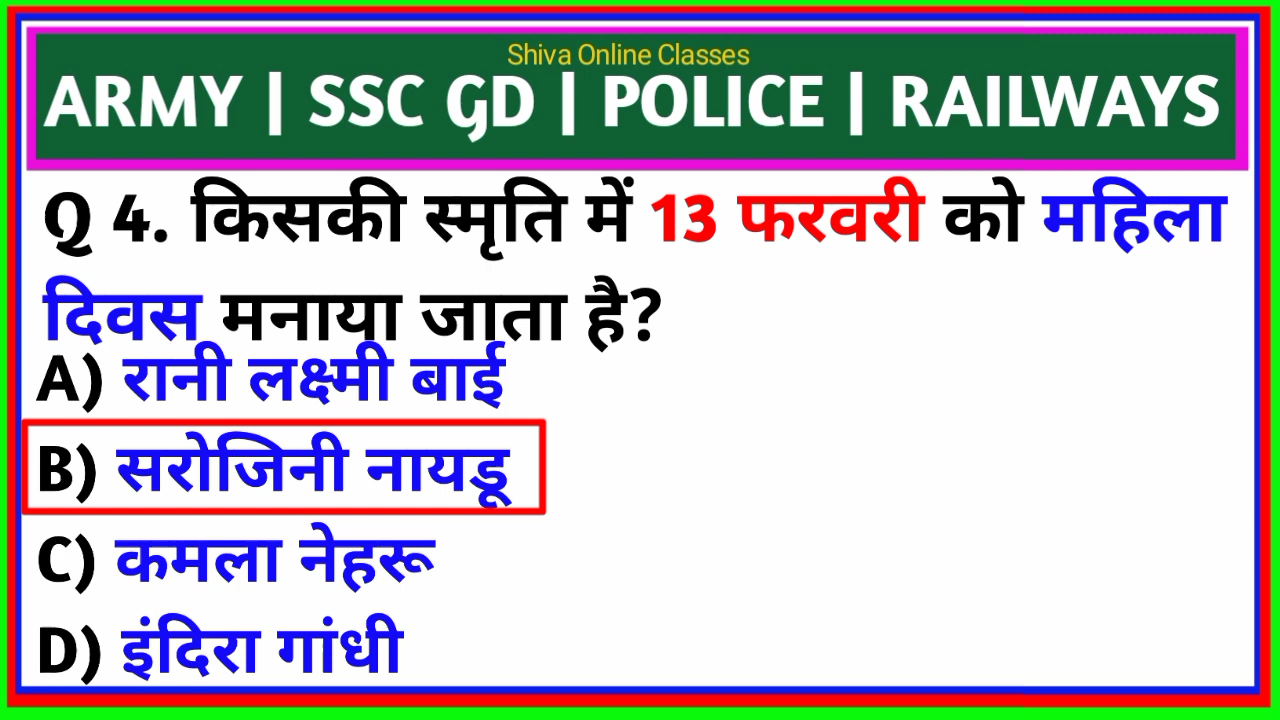 Shiva Online Classes
ARMY | SSC GD | POLICE | RAILWAYS
Q 4. किसकी स्मृति में 13 फरवरी को महिला
दिवस मनाया जाता है?
A) रानी लक्ष्मी बाई
B) सरोजिनी नायडू
C) कमला नेहरू
D) इंदिरा गांधी